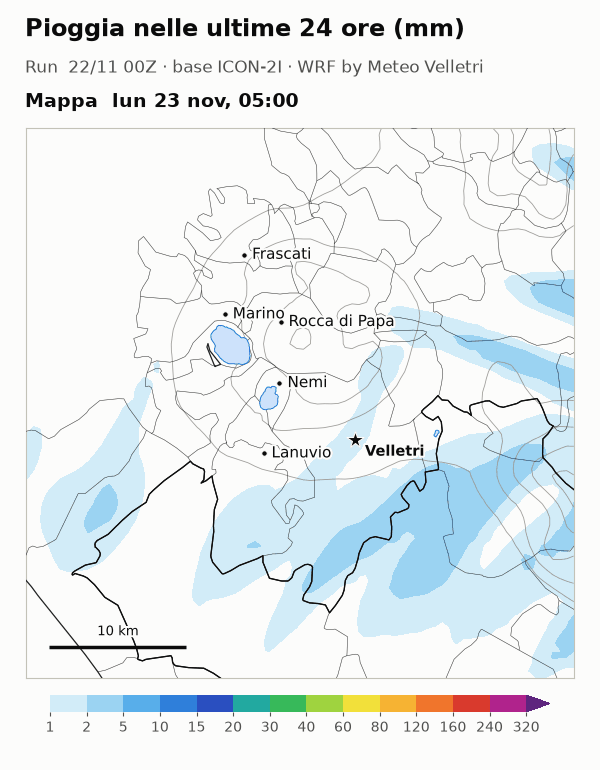 Pioggia nelle ultime 24 ore (mm)
Run  22/11 00Z · base ICON-2I · WRF by Meteo Velletri
Mappa  lun 23 nov, 05:00
Frascati
Marino
Rocca di Papa
Nemi
Velletri
Lanuvio
10 km
1 2 5 10 15 20 30 40 60 80 120 160 240 320